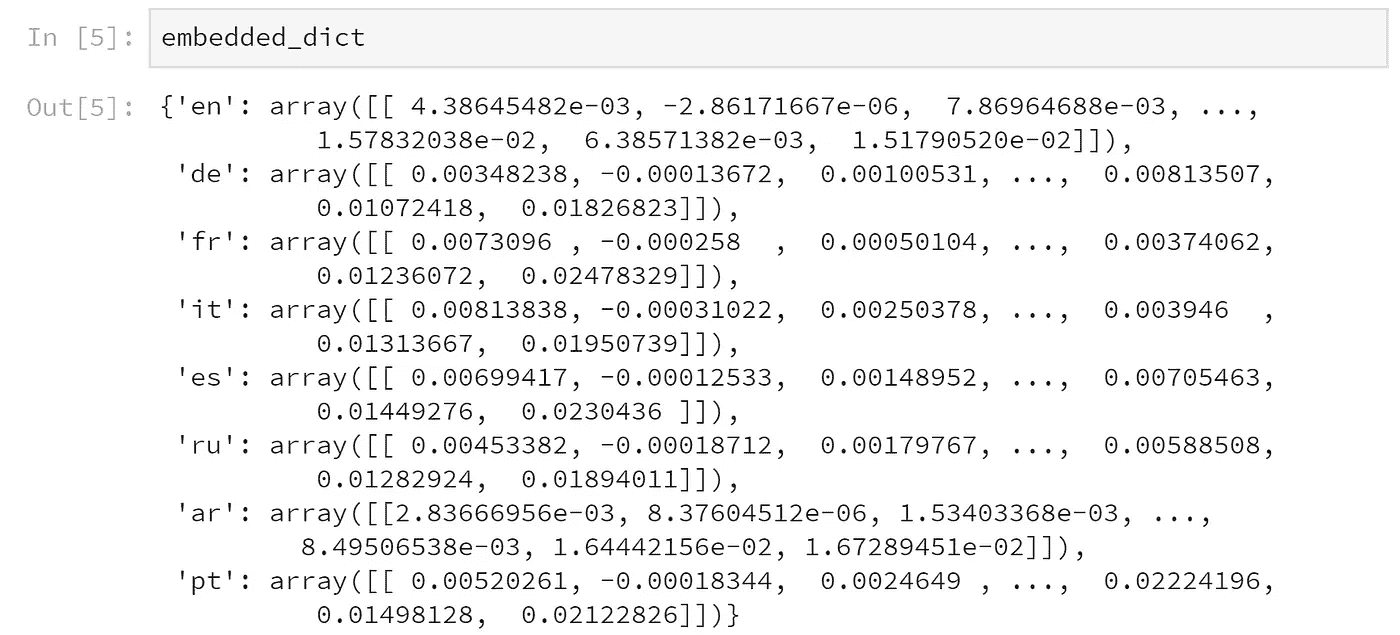 In [5]: embedded_dict
Out[5]: {'en': array([[ 4.38645482e-03, -2.86171667e-06,  7.86964688e-03, ...,
          1.57832038e-02,  6.38571382e-03,  1.51790520e-02]]),
 'de': array([[ 0.00348238, -0.00013672,  0.00100531, ...,  0.00813507,
          0.01072418,  0.01826823]]),
 'fr': array([[ 0.0073096 , -0.000258  ,  0.00050104, ...,  0.00374062,
          0.01236072,  0.02478329]]),
 'it': array([[ 0.00813838, -0.00031022,  0.00250378, ...,  0.003946  ,
          0.01313667,  0.01950739]]),
 'es': array([[ 0.00699417, -0.00012533,  0.00148952, ...,  0.00705463,
          0.01449276,  0.0230436 ]]),
 'ru': array([[ 0.00453382, -0.00018712,  0.00179767, ...,  0.00588508,
          0.01282924,  0.01894011]]),
 'ar': array([[2.83666956e-03, 8.37604512e-06, 1.53403368e-03, ...,
         8.49506538e-03, 1.64442156e-02, 1.67289451e-02]]),
 'pt': array([[ 0.00520261, -0.00018344,  0.0024649 , ...,  0.02224196,
          0.01498128,  0.02122826]])}